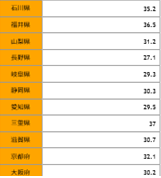 石川県 35.2
福井県 36.5
山梨県 31.2
長野県 27.1
岐阜県 29.3
静岡県 30.3
愛知県 29.5
三重県 37
滋賀県 30.7
京都府 32.1
大阪府 30.2